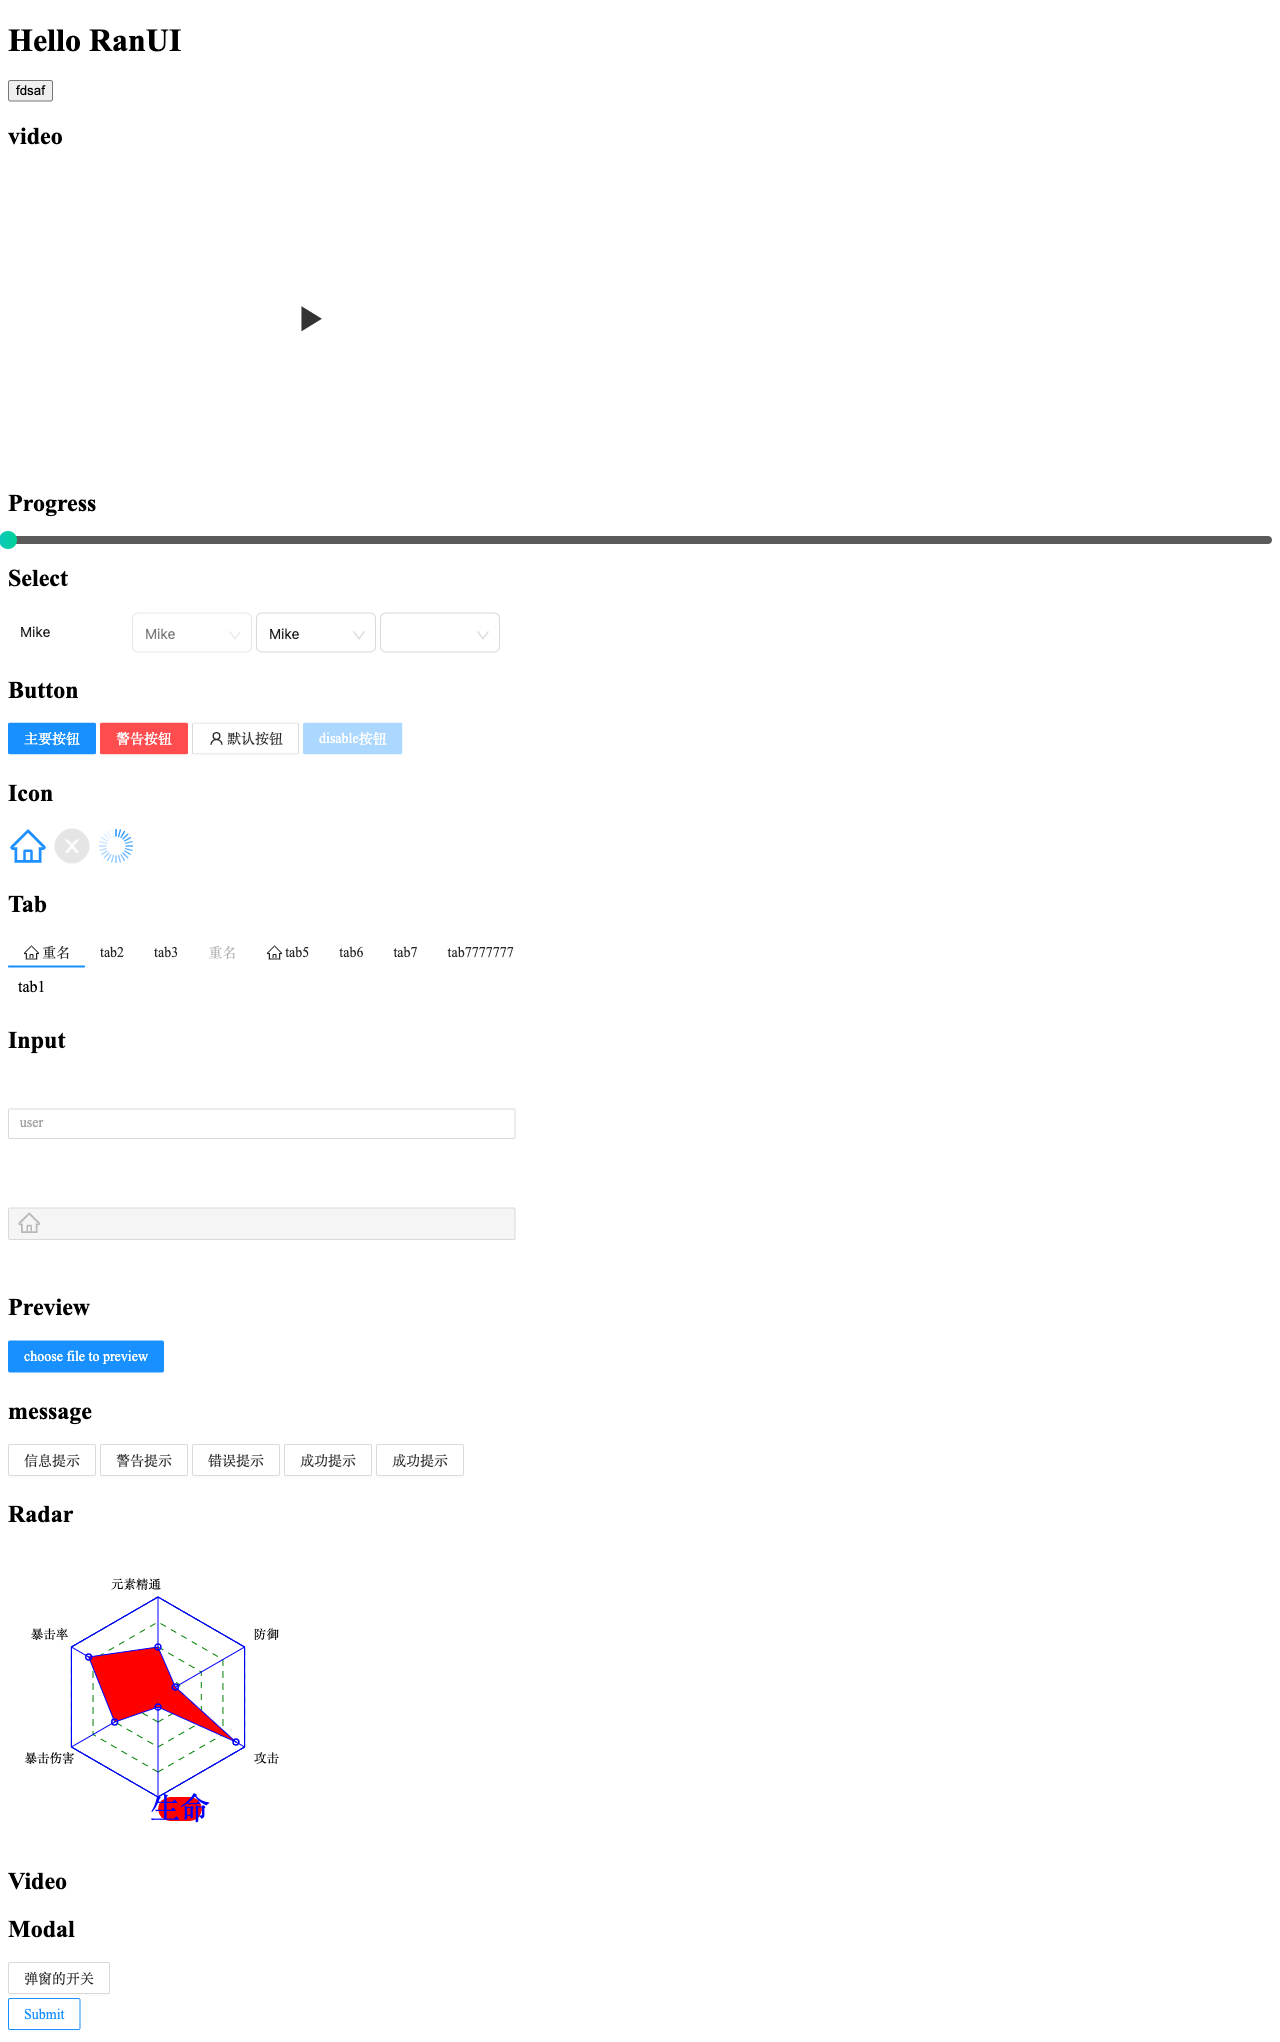 Hello RanUI
fdsaf
video
Progress
Select
Mike Mike Mike
Button
主要按钮 警告按钮 默认按钮 disable按钮
Icon
Tab
重名 tab2 tab3 重名 tab5 tab6 tab7 tab7777777
tab1
Input
user
Preview
choose file to preview
message
信息提示 警告提示 错误提示 成功提示 成功提示
Radar
元素精通
暴击率 防御
暴击伤害 攻击
生命
Video
Modal
弹窗的开关
Submit